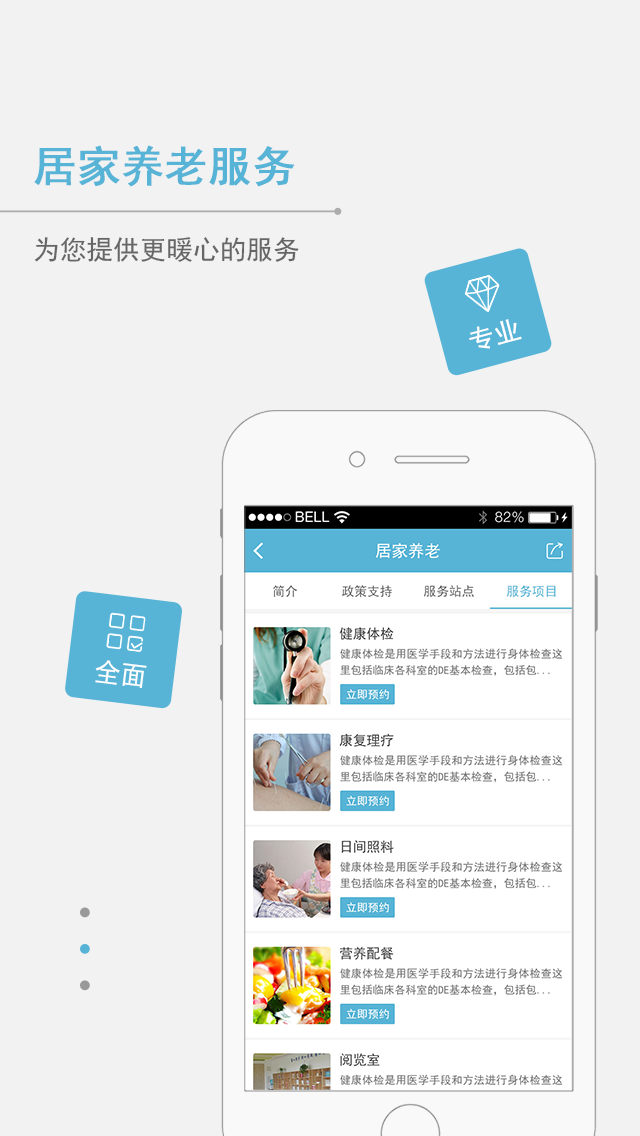 居家养老服务
为您提供更暖心的服务
专业
全面
BELL 82%
居家养老
简介 政策支持 服务站点 服务项目
健康体检
健康体检是用医学手段和方法进行身体检查这
里包括临床各科室的DE基本检查，包括包...
立即预约
康复理疗
健康体检是用医学手段和方法进行身体检查这
里包括临床各科室的DE基本检查，包括包...
立即预约
日间照料
健康体检是用医学手段和方法进行身体检查这
里包括临床各科室的DE基本检查，包括包...
立即预约
营养配餐
健康体检是用医学手段和方法进行身体检查这
里包括临床各科室的DE基本检查，包括包...
立即预约
阅览室
健康体检是用医学手段和方法进行身体检查这